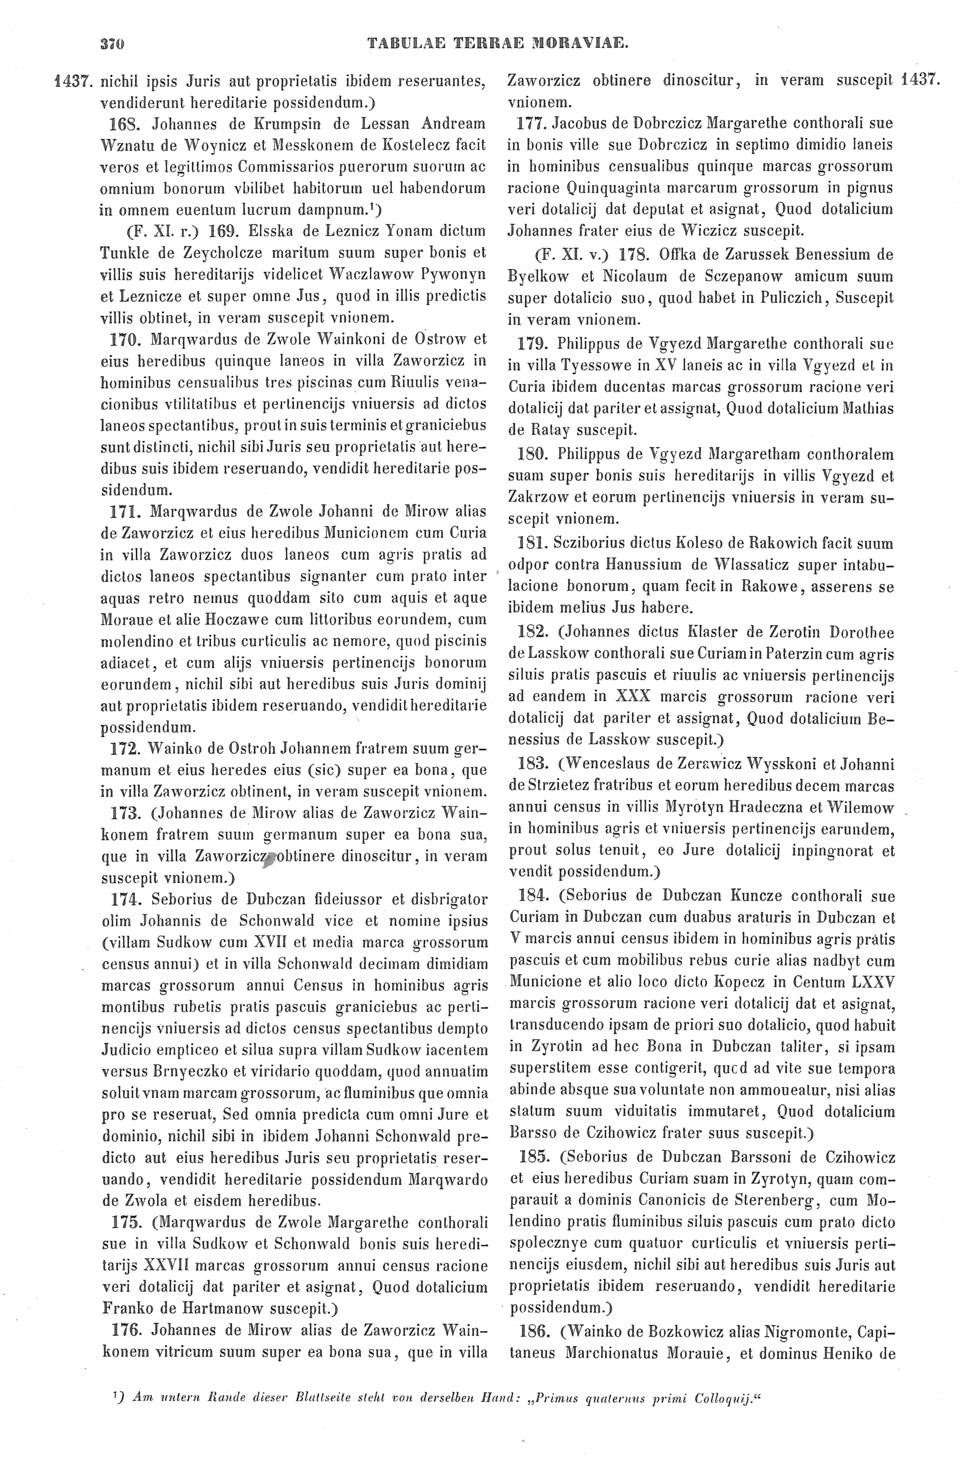 370
TABULAE TERRAE MORAVIAE.
1437. nichil ipsis Juris aut proprietatis ibidem reseruantes,
vendiderunt hereditarie possidendum.)
168. Johannes de Krumpsin de Lessan Andream
Wznatu de Woynicz et Messkonem de Kostelecz facit
veros et legittimos Commissarios puerorum suorum ac
omnium bonorum vbilibet habitorum uel habendorum
in omnem euentum lucrum dampnum.¹)
(F. XI. r.) 169. Elsska de Leznicz Yonam dictum
Tunkle de Zeycholcze maritum suum super bonis et
villis suis hereditarijs videlicet Waczlawow Pywonyn
et Leznicze et super omne Jus, quod in illis predictis
villis obtinet, in veram suscepit vnionem.
170. Marqwardus de Zwole Wainkoni de Ostrow et
eius heredibus quinque laneos in villa Zaworzicz in
hominibus censualibus tres piscinas cum Riuulis vena-
cionibus vtilitatibus et pertinencijs vniuersis ad dictos
laneos spectantibus, prout in suis terminis et graniciebus
sunt distincti, nichil sibi Juris seu proprietatis aut here-
dibus suis ibidem reseruando, vendidit hereditarie pos-
sidendum.
171. Marqwardus de Zwole Johanni de Mirow alias
de Zaworzicz et eius heredibus Municionem cum Curia
in villa Zaworzicz duos laneos cum agris pratis ad
dictos laneos spectantibus signanter cum prato inter
aquas retro nemus quoddam sito cum aquis et aque
Moraue et alie Hoczawe cum littoribus eorundem, cum
molendino et tribus curticulis ac nemore, quod piscinis
adiacet, et cum alijs vniuersis pertinencijs bonorum
eorundem, nichil sibi aut heredibus suis Juris dominij
aut proprietatis ibidem reseruando, vendidit hereditarie
possidendum.
172. Wainko de Ostroh Johannem fratrem suum ger-
manum et eius heredes eius (sic) super ea bona, que
in villa Zaworzicz obtinent, in veram suscepit vnionem.
173. (Johannes de Mirow alias de Zaworzicz Wain-
konem fratrem suum germanum super ea bona sua,
que in villa Zaworzicz obtinere dinoscitur, in veram
suscepit vnionem.)
174. Seborius de Dubczan fideiussor et disbrigator
olim Johannis de Schonwald vice et nomine ipsius
(villam Sudkow cum XVII et media marca grossorum
census annui) et in villa Schonwald decimam dimidiam
marcas grossorum annui Census in hominibus agris
montibus rubetis pratis pascuis graniciebus ac perti-
nencijs vniuersis ad dictos census spectantibus dempto
Judicio empticeo et silua supra villam Sudkow iacentem
versus Brnyeczko et viridario quoddam, quod annuatim
soluit vnam marcam grossorum, ac fluminibus que omnia
pro se reseruat, Sed omnia predicta cum omni Jure et
dominio, nichil sibi in ibidem Johanni Schonwald pre-
dicto aut eius heredibus Juris seu proprietatis reser-
uando, vendidit hereditarie possidendum Marqwardo
de Zwola et eisdem heredibus.
175. (Marqwardus de Zwole Margarethe conthorali
sue in villa Sudkow et Schonwald bonis suis heredi-
tarijs XXVII marcas grossorum annui census racione
veri dotalicij dat pariter et asignat, Quod dotalicium
Franko de Hartmanow suscepit.)
176. Johannes de Mirow alias de Zaworzicz Wain-
konem vitricum suum super ea bona sua, que in villa
Zaworzicz obtinere dinoscitur, in veram suscepit 1437.
vnionem.
177. Jacobus de Dobrczicz Margarethe conthorali sue
in bonis ville sue Dobrczicz in septimo dimidio laneis
in hominibus censualibus quinque marcas grossorum
racione Quinquaginta marcarum grossorum in pignus
veri dotalicij dat deputat et asignat, Quod dotalicium
Johannes frater eius de Wiczicz suscepit.
(F. XI. v.) 178. Offka de Zarussek Benessium de
Byelkow et Nicolaum de Sczepanow amicum suum
super dotalicio suo, quod habet in Puliczich, Suscepit
in veram vnionem.
179. Philippus de Vgyezd Margarethe conthorali sue
in villa Tyessowe in XV laneis ac in villa Vgyezd et in
Curia ibidem ducentas marcas grossorum racione veri
dotalicij dat pariter et assignat, Quod dotalicium Mathias
de Ratay suscepit.
180. Philippus de Vgyezd Margaretham conthoralem
suam super bonis suis hereditarijs in villis Vgyezd et
Zakrzow et eorum pertinencijs vniuersis in veram su-
scepit vnionem.
181. Scziborius dictus Koleso de Rakowich facit suum
odpor contra Hanussium de Wlassaticz super intabu-
lacione bonorum, quam fecit in Rakowe, asserens se
ibidem melius Jus habere.
182. (Johannes dictus Klaster de Zerotin Dorothee
de Lasskow conthorali sue Curiam in Paterzin cum agris
siluis pratis pascuis et riuulis ac vniuersis pertinencijs
ad eandem in XXX marcis grossorum racione veri
dotalicij dat pariter et assignat, Quod dotalicium Be-
nessius de Lasskow suscepit.)
183. (Wenceslaus de Zerawicz Wysskoni et Johanni
de Strzietez fratribus et eorum heredibus decem marcas
annui census in villis Myrotyn Hradeczna et Wilemow
in hominibus agris et vniuersis pertinencijs earundem,
prout solus tenuit, eo Jure dotalicij inpingnorat et
vendit possidendum.)
184. (Seborius de Dubczan Kuncze conthorali sue
Curiam in Dubczan cum duabus araturis in Dubczan et
V marcis annui census ibidem in hominibus agris pratis
pascuis et cum mobilibus rebus curie alias nadbyt cum
Municione et alio loco dicto Kopecz in Centum LXXV
marcis grossorum racione veri dotalicij dat et asignat,
transducendo ipsam de priori suo dotalicio, quod habuit
in Zyrotin ad hec Bona in Dubczan taliter, si ipsam
superstitem esse contigerit, qucd ad vite sue tempora
abinde absque sua voluntate non ammoueatur, nisi alias
statum suum viduitatis immutaret, Quod dotalicium
Barsso de Czihowicz frater suus suscepit.)
185. (Seborius de Dubczan Barssoni de Czihowicz
et eius heredibus Curiam suam in Zyrotyn, quam com-
parauit a dominis Canonicis de Sterenberg, cum Mo-
lendino pratis fluminibus siluis pascuis cum prato dicto
spolecznye cum quatuor curticulis et vniuersis perti-
nencijs eiusdem, nichil sibi aut heredibus suis Juris aut
proprietatis ibidem reseruando, vendidit hereditarie
possidendum.)
186. (Wainko de Bozkowicz alias Nigromonte, Capi-
taneus Marchionatus Morauie, et dominus Heniko de
¹) Am untern Rande dieser Blattseite steht von derselben Hand: „Primus quaternus primi Colloquij.“